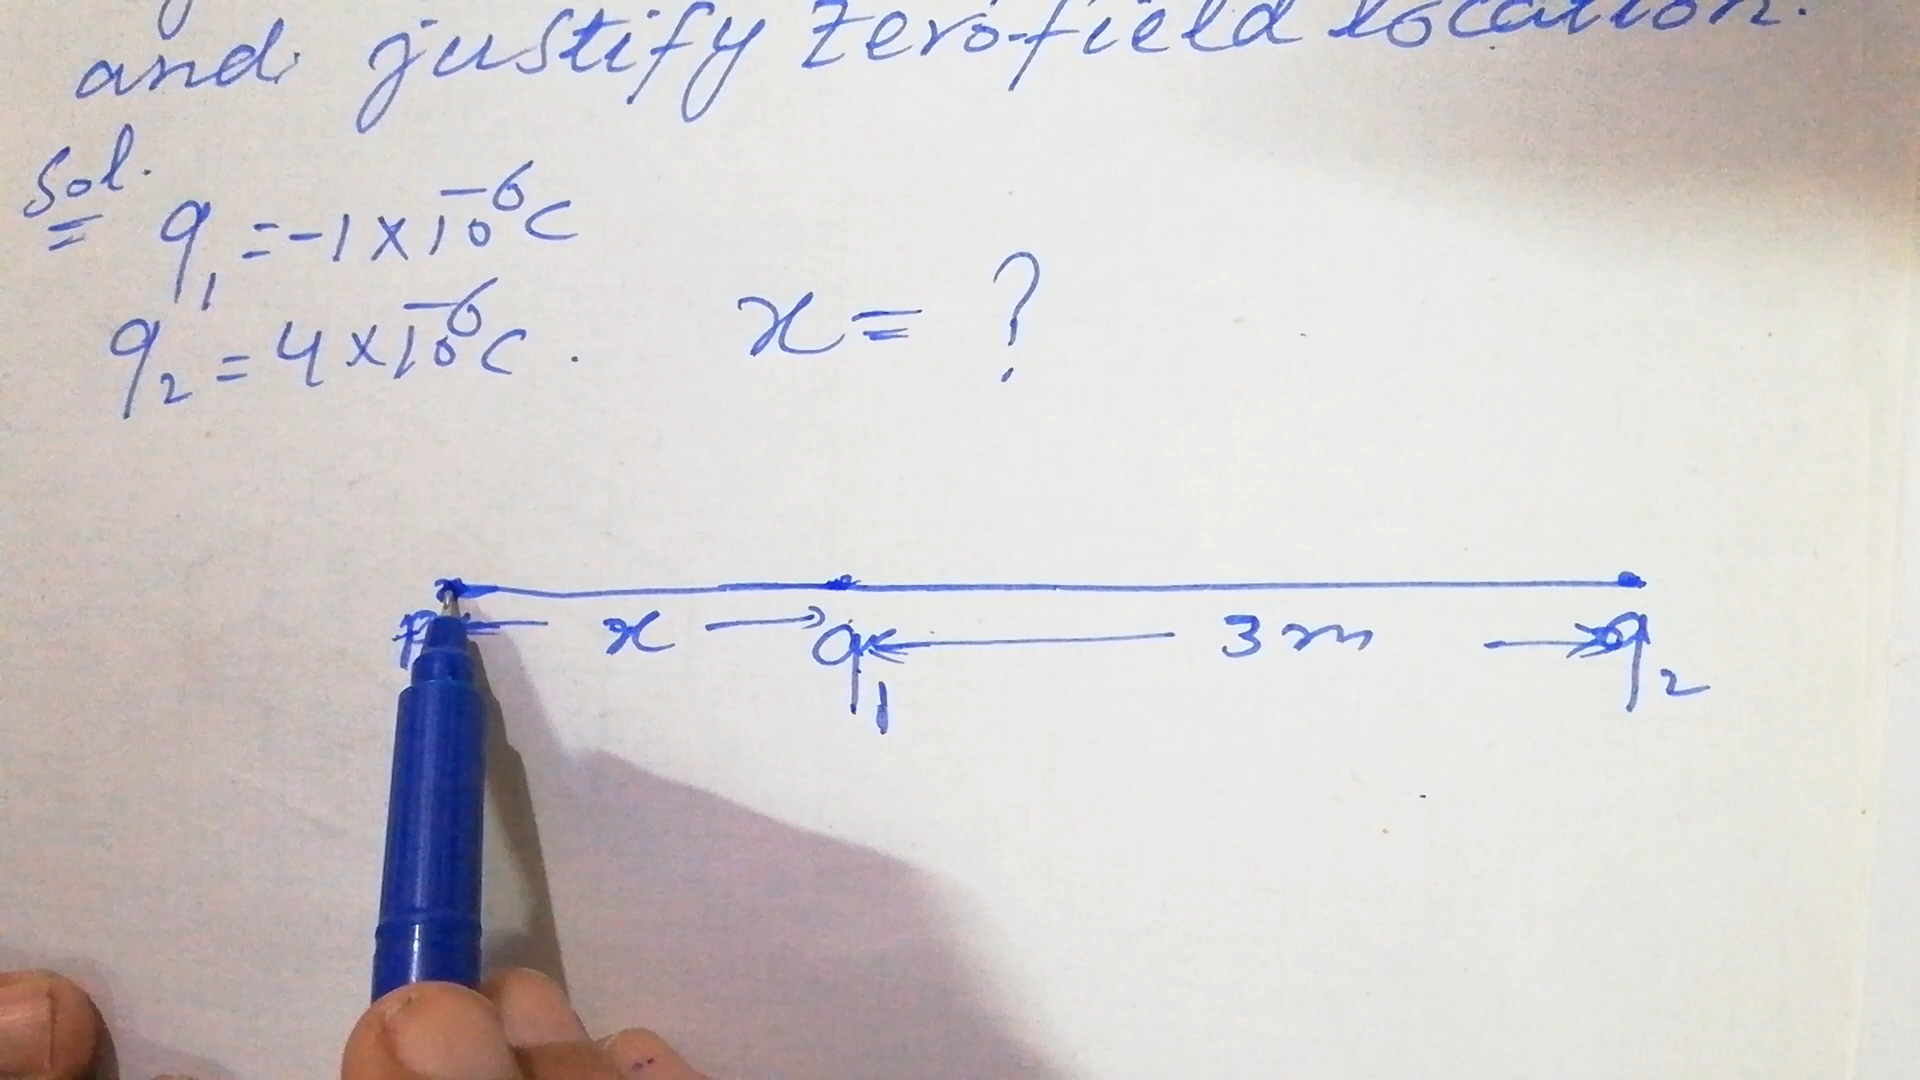 and justify zero-field location.
Sol.
q₁ = -1 × 10⁻⁶ C
q₂ = 4 × 10⁻⁶ C .
x = ?
P ← x → q₁ ← 3m → q₂